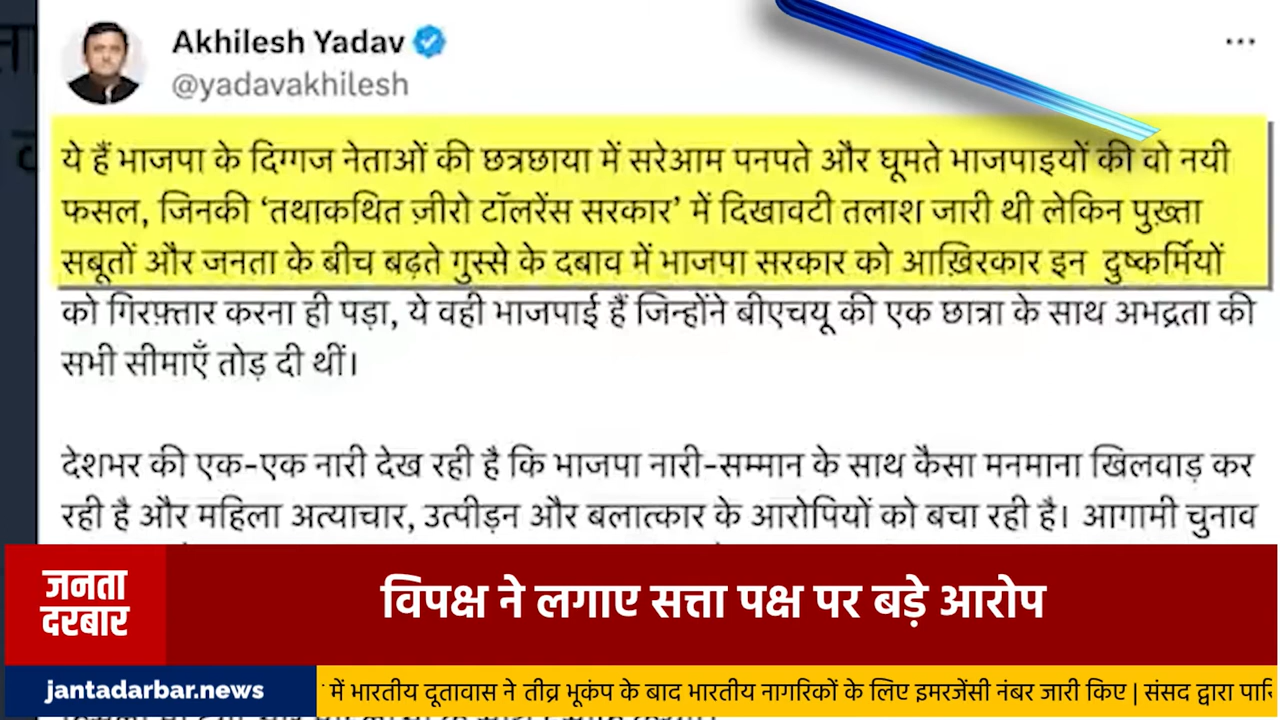 Akhilesh Yadav
@yadavakhilesh
ये हैं भाजपा के दिग्गज नेताओं की छत्रछाया में सरेआम पनपते और घूमते भाजपाइयों की वो नयी
फसल, जिनकी ‘तथाकथित ज़ीरो टॉलरेंस सरकार’ में दिखावटी तलाश जारी थी लेकिन पुख़्ता
सबूतों और जनता के बीच बढ़ते गुस्से के दबाव में भाजपा सरकार को आख़िरकार इन दुष्कर्मियों
को गिरफ़्तार करना ही पड़ा, ये वही भाजपाई हैं जिन्होंने बीएचयू की एक छात्रा के साथ अभद्रता की
सभी सीमाएँ तोड़ दी थीं।
देशभर की एक-एक नारी देख रही है कि भाजपा नारी-सम्मान के साथ कैसा मनमाना खिलवाड़ कर
रही है और महिला अत्याचार, उत्पीड़न और बलात्कार के आरोपियों को बचा रही है। आगामी चुनाव
जनता
दरबार
विपक्ष ने लगाए सत्ता पक्ष पर बड़े आरोप
jantadarbar.news
में भारतीय दूतावास ने तीव्र भूकंप के बाद भारतीय नागरिकों के लिए इमरजेंसी नंबर जारी किए | संसद द्वारा